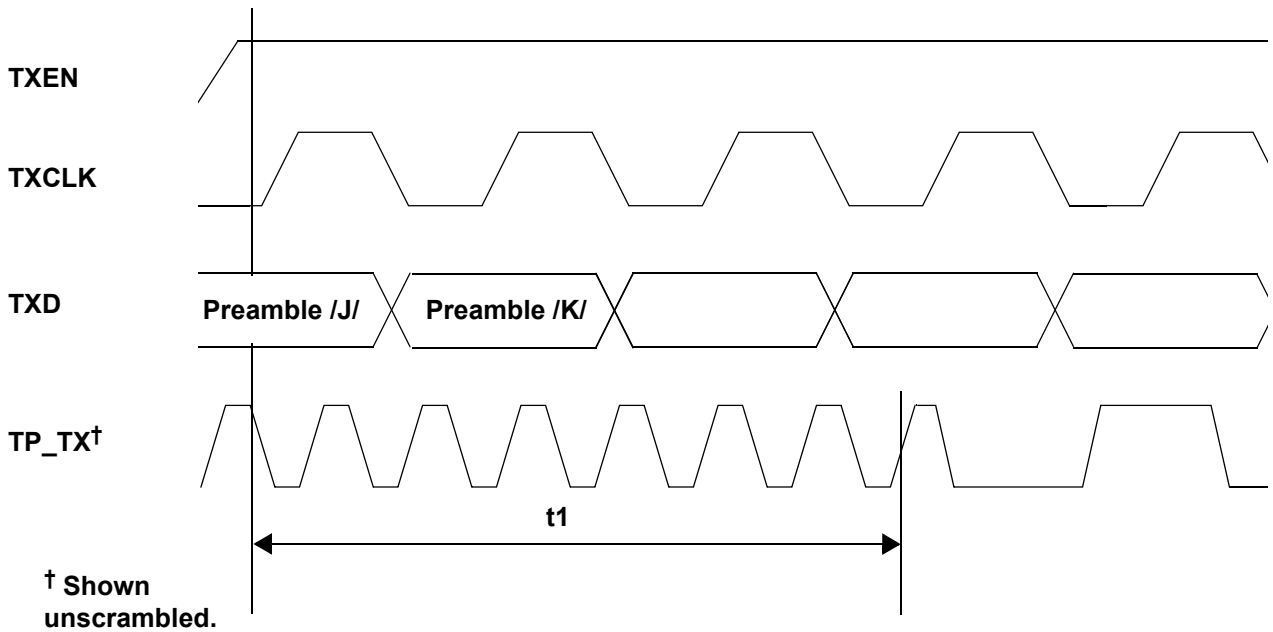 TXEN
TXCLK
TXD
Preamble /J/
Preamble /K/
TP_TX†
t1
† Shown
unscrambled.